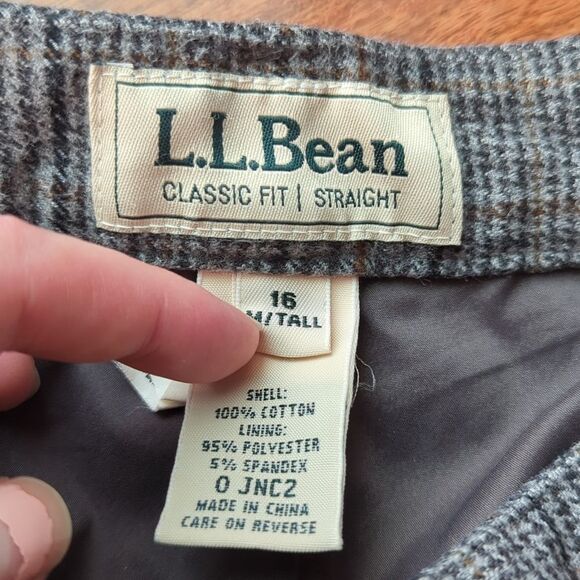 L.L.Bean
CLASSIC FIT | STRAIGHT
16
M/TALL
SHELL:
100% COTTON
LINING:
95% POLYESTER
5% SPANDEX
0 JNC2
MADE IN CHINA
CARE ON REVERSE